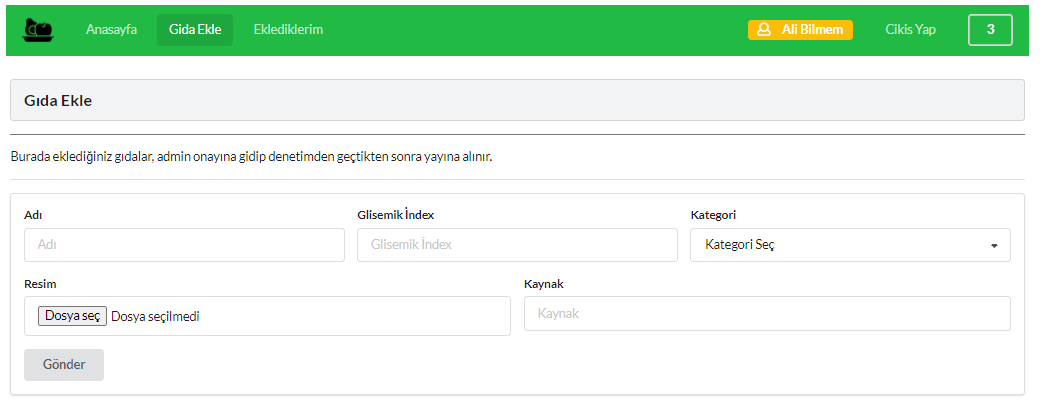 Anasayfa Gida Ekle Eklediklerim Ali Bilmem Cikis Yap 3
Gıda Ekle
Burada eklediğiniz gıdalar, admin onayına gidip denetimden geçtikten sonra yayına alınır.
Adı Glisemik İndex Kategori
Adı Glisemik İndex Kategori Seç
Resim Kaynak
Dosya seç Dosya seçilmedi Kaynak
Gönder